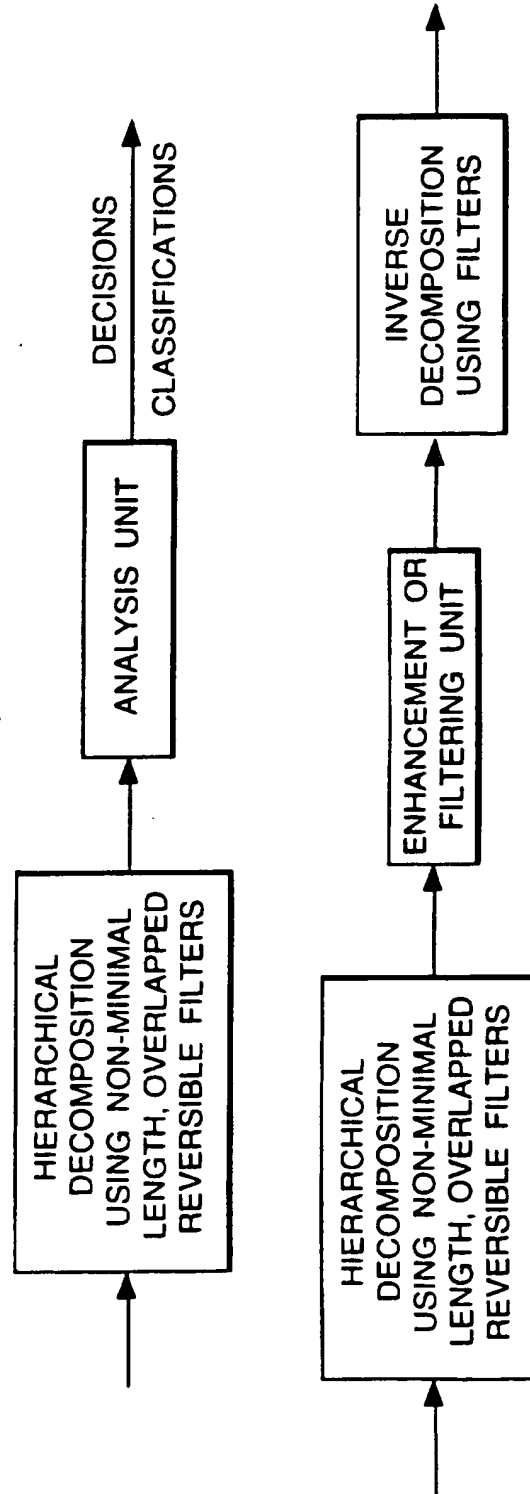 HIERARCHICAL
DECOMPOSITION
USING NON-MINIMAL
LENGTH, OVERLAPPED
REVERSIBLE FILTERS
ANALYSIS UNIT
DECISIONS
CLASSIFICATIONS
HIERARCHICAL
DECOMPOSITION
USING NON-MINIMAL
LENGTH, OVERLAPPED
REVERSIBLE FILTERS
ENHANCEMENT OR
FILTERING UNIT
INVERSE
DECOMPOSITION
USING FILTERS